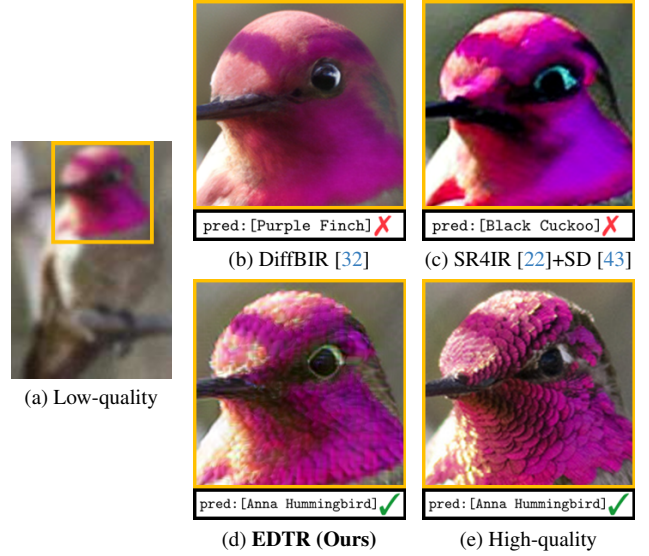 pred:[Purple Finch]✗
pred:[Black Cuckoo]✗
(b) DiffBIR [32]
(c) SR4IR [22]+SD [43]
(a) Low-quality
pred:[Anna Hummingbird]✓
pred:[Anna Hummingbird]✓
(d) EDTR (Ours)
(e) High-quality